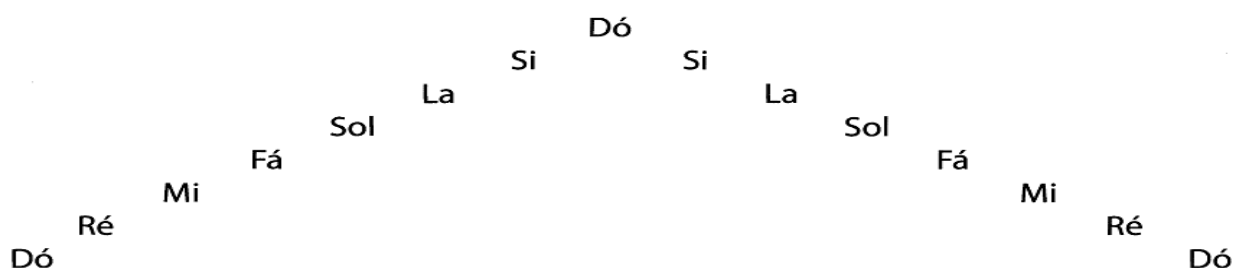 Dó
Si Si
La La
Sol Sol
Fá Fá
Mi Mi
Ré Ré
Dó Dó